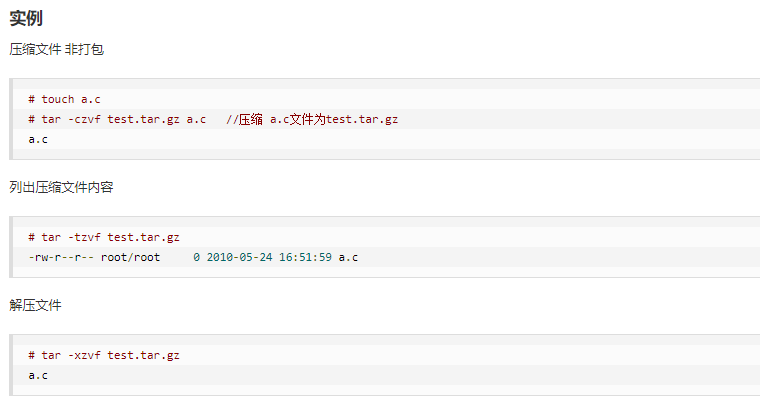 实例
压缩文件 非打包
# touch a.c
# tar -czvf test.tar.gz a.c   //压缩 a.c文件为test.tar.gz
a.c
列出压缩文件内容
# tar -tzvf test.tar.gz
-rw-r--r-- root/root     0 2010-05-24 16:51:59 a.c
解压文件
# tar -xzvf test.tar.gz
a.c